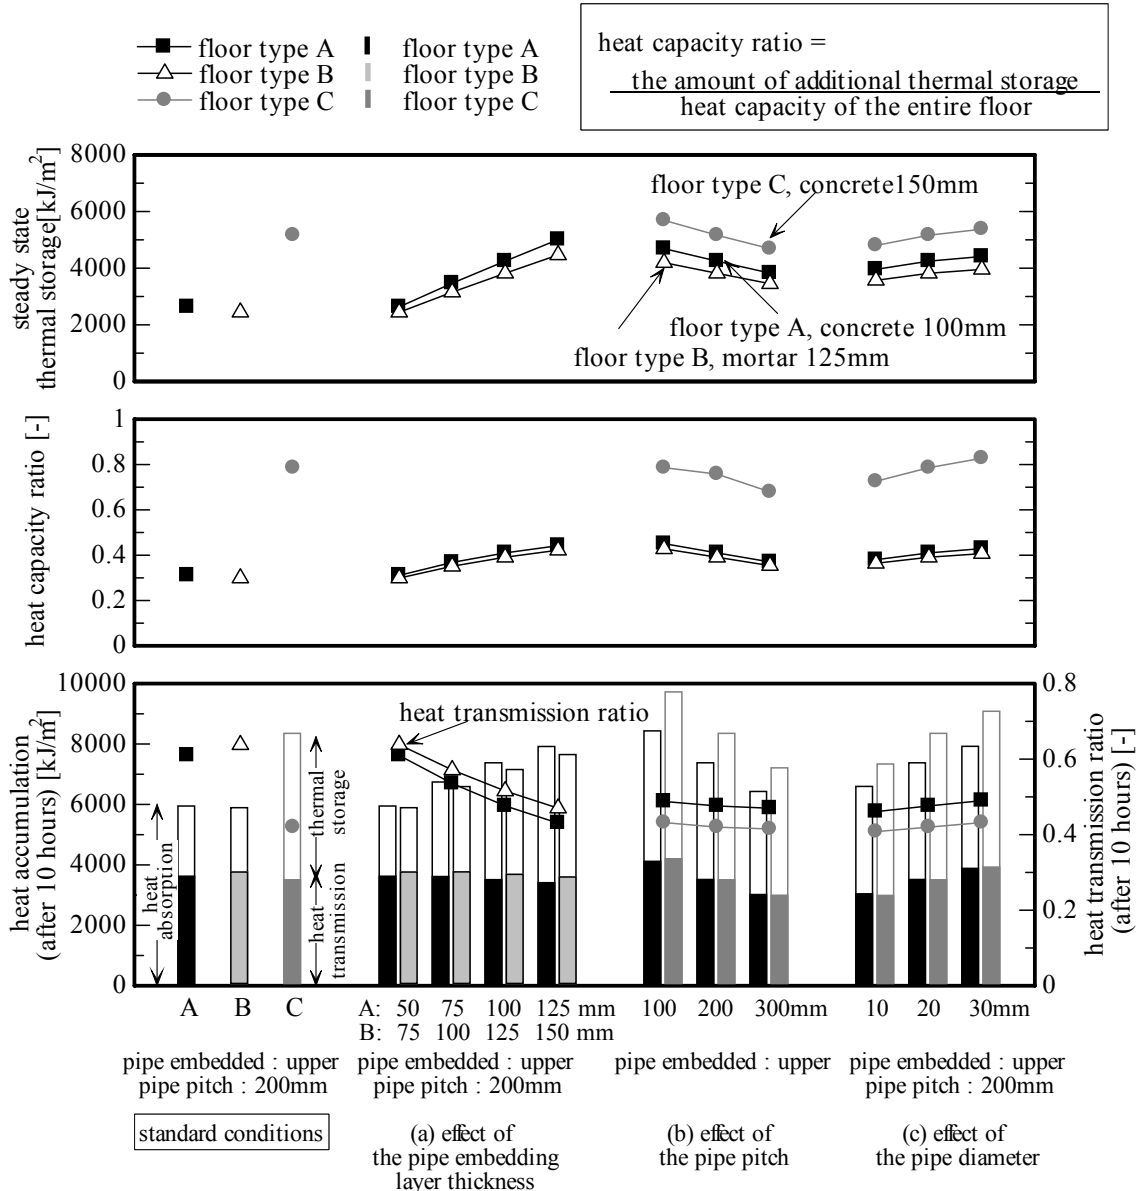 floor type A
floor type B
floor type C
floor type A
floor type B
floor type C
heat capacity ratio =
the amount of additional thermal storage
heat capacity of the entire floor
steady state
thermal storage[kJ/m²]
8000
6000
4000
2000
0
floor type C, concrete150mm
floor type A, concrete 100mm
floor type B, mortar 125mm
heat capacity ratio [-]
1
0.8
0.6
0.4
0.2
0
heat accumulation
(after 10 hours) [kJ/m²]
10000
8000
6000
4000
2000
0
heat transmission ratio
heat
absorption
thermal
storage
heat
transmission
0.8
0.6
0.4
0.2
0
heat transmission ratio
(after 10 hours)
A B C
A: 50 75 100 125 mm
B: 75 100 125 150 mm
100 200 300mm
10 20 30mm
pipe embedded : upper
pipe pitch : 200mm
pipe embedded : upper
pipe pitch : 200mm
pipe embedded : upper
pipe embedded : upper
pipe pitch : 200mm
standard conditions
(a) effect of
the pipe embedding
layer thickness
(b) effect of
the pipe pitch
(c) effect of
the pipe diameter